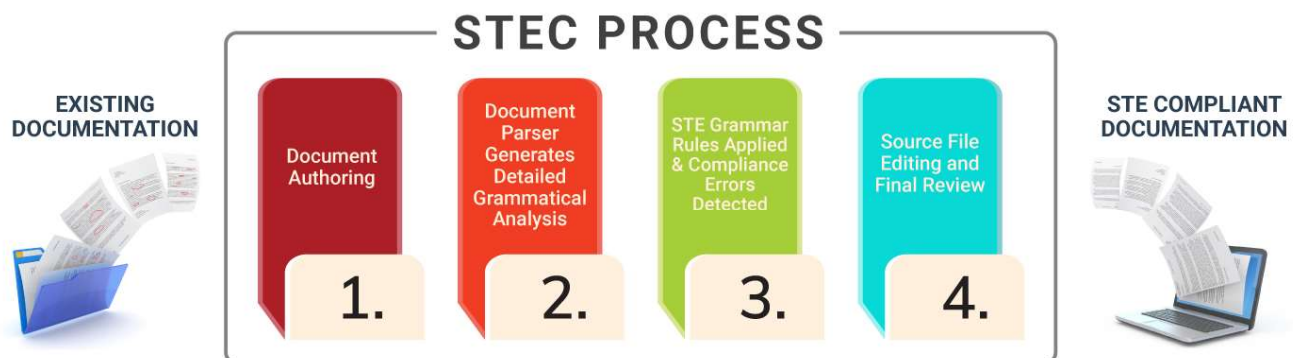 STEC PROCESS
EXISTING
DOCUMENTATION
Document
Authoring
1.
Document
Parser
Generates
Detailed
Grammatical
Analysis
2.
STE Grammar
Rules Applied
& Compliance
Errors
Detected
3.
Source File
Editing and
Final Review
4.
STE COMPLIANT
DOCUMENTATION